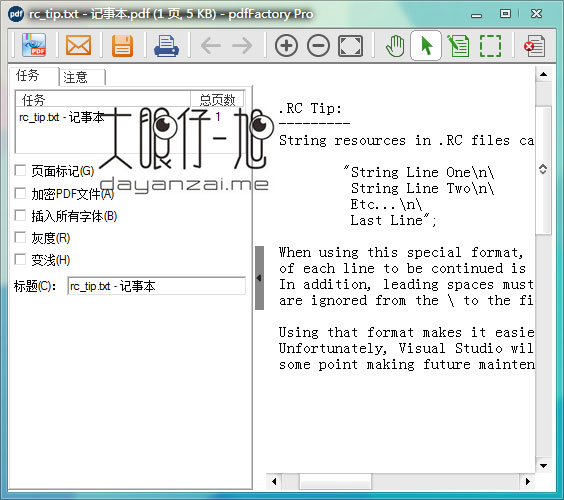 pdf rc_tip.txt - 记事本.pdf (1 页, 5 KB) - pdfFactory Pro
PDF
任务 注意
任务 总页数
rc_tip.txt - 记事本 1
大眼仔~旭
dayanzai.me
页面标记(G)
加密PDF文件(A)
插入所有字体(B)
灰度(R)
变浅(H)
标题(C): rc_tip.txt - 记事本
.RC Tip:
---------
String resources in .RC files ca
"String Line One\n\
String Line Two\n\
Etc...\n\
Last Line";
When using this special format,
of each line to be continued is
In addition, leading spaces must
are ignored from the \ to the fi
Using that format makes it easie
Unfortunately, Visual Studio wil
some point making future mainten